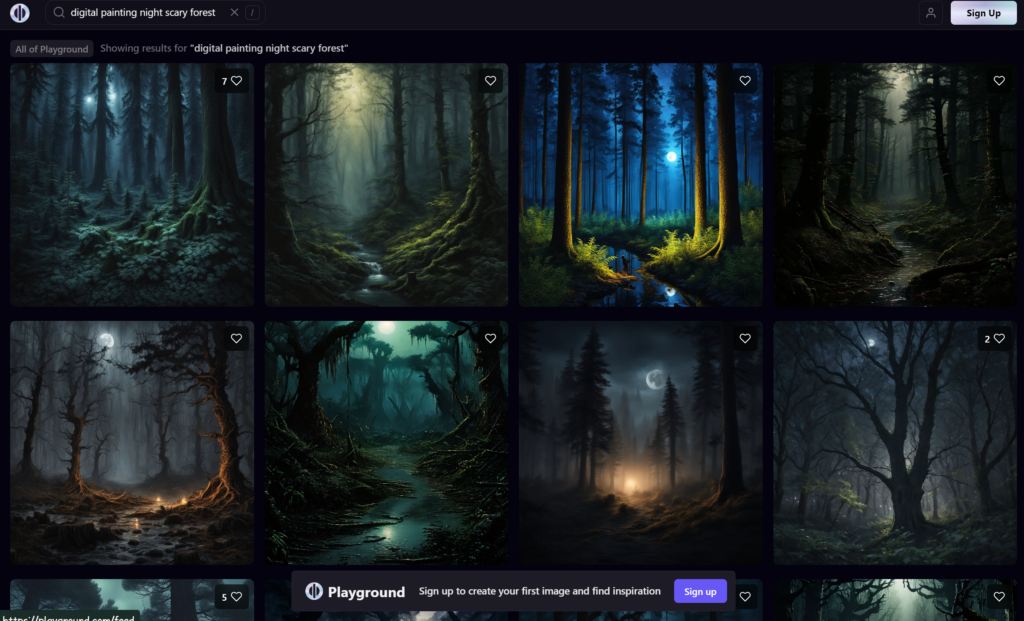 digital painting night scary forest
/
Sign Up
All of Playground
Showing results for "digital painting night scary forest"
7
2
5
Playground
Sign up to create your first image and find inspiration
Sign up
https://playground.com/feed